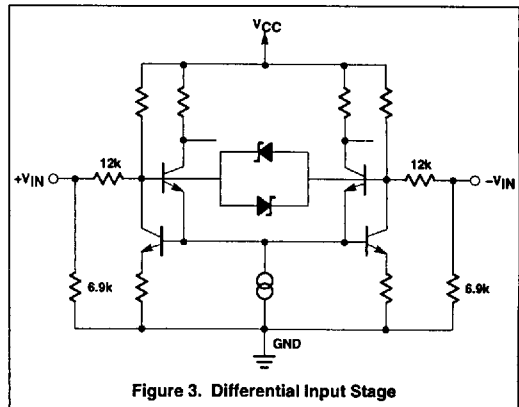 VCC
12k
12k
+VIN
-VIN
6.9k
6.9k
GND
Figure 3. Differential Input Stage